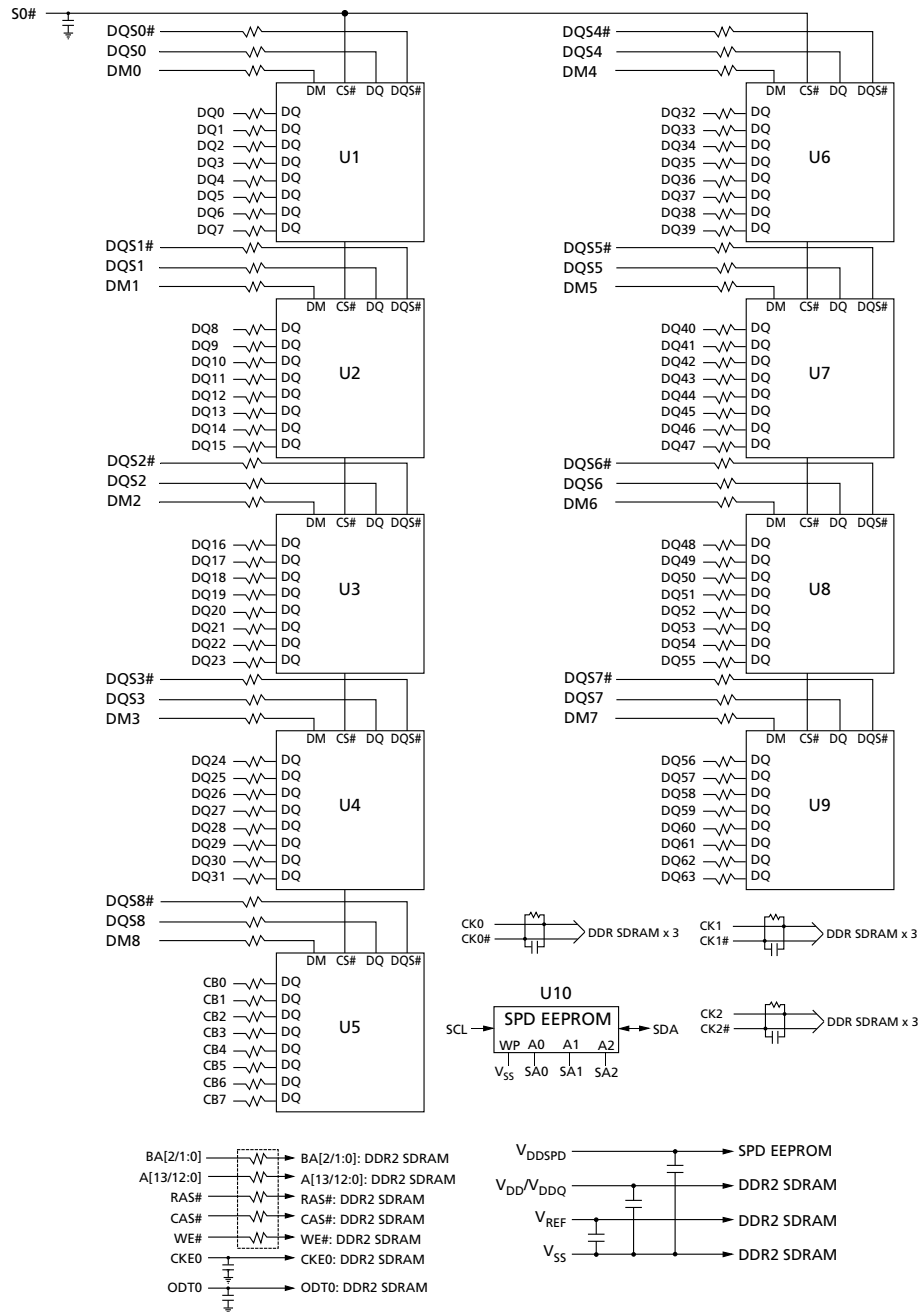 S0#
DQS0#
DQS0
DM0
DM CS# DQ DQS#
DQ0 DQ
DQ1 DQ
DQ2 DQ
DQ3 DQ
DQ4 DQ
DQ5 DQ
DQ6 DQ
DQ7 DQ
U1
DQS1#
DQS1
DM1
DM CS# DQ DQS#
DQ8 DQ
DQ9 DQ
DQ10 DQ
DQ11 DQ
DQ12 DQ
DQ13 DQ
DQ14 DQ
DQ15 DQ
U2
DQS2#
DQS2
DM2
DM CS# DQ DQS#
DQ16 DQ
DQ17 DQ
DQ18 DQ
DQ19 DQ
DQ20 DQ
DQ21 DQ
DQ22 DQ
DQ23 DQ
U3
DQS3#
DQS3
DM3
DM CS# DQ DQS#
DQ24 DQ
DQ25 DQ
DQ26 DQ
DQ27 DQ
DQ28 DQ
DQ29 DQ
DQ30 DQ
DQ31 DQ
U4
DQS8#
DQS8
DM8
DM CS# DQ DQS#
CB0 DQ
CB1 DQ
CB2 DQ
CB3 DQ
CB4 DQ
CB5 DQ
CB6 DQ
CB7 DQ
U5
DQS4#
DQS4
DM4
DM CS# DQ DQS#
DQ32 DQ
DQ33 DQ
DQ34 DQ
DQ35 DQ
DQ36 DQ
DQ37 DQ
DQ38 DQ
DQ39 DQ
U6
DQS5#
DQS5
DM5
DM CS# DQ DQS#
DQ40 DQ
DQ41 DQ
DQ42 DQ
DQ43 DQ
DQ44 DQ
DQ45 DQ
DQ46 DQ
DQ47 DQ
U7
DQS6#
DQS6
DM6
DM CS# DQ DQS#
DQ48 DQ
DQ49 DQ
DQ50 DQ
DQ51 DQ
DQ52 DQ
DQ53 DQ
DQ54 DQ
DQ55 DQ
U8
DQS7#
DQS7
DM7
DM CS# DQ DQS#
DQ56 DQ
DQ57 DQ
DQ58 DQ
DQ59 DQ
DQ60 DQ
DQ61 DQ
DQ62 DQ
DQ63 DQ
U9
CK0
CK0#
DDR SDRAM x 3
CK1
CK1#
DDR SDRAM x 3
CK2
CK2#
DDR SDRAM x 3
U10
SPD EEPROM
SCL
SDA
WP A0 A1 A2
VSS SA0 SA1 SA2
BA[2/1:0] BA[2/1:0]: DDR2 SDRAM
A[13/12:0] A[13/12:0]: DDR2 SDRAM
RAS# RAS#: DDR2 SDRAM
CAS# CAS#: DDR2 SDRAM
WE# WE#: DDR2 SDRAM
CKE0 CKE0: DDR2 SDRAM
ODT0 ODT0: DDR2 SDRAM
VDDSPD SPD EEPROM
VDD/VDDQ DDR2 SDRAM
VREF DDR2 SDRAM
VSS DDR2 SDRAM